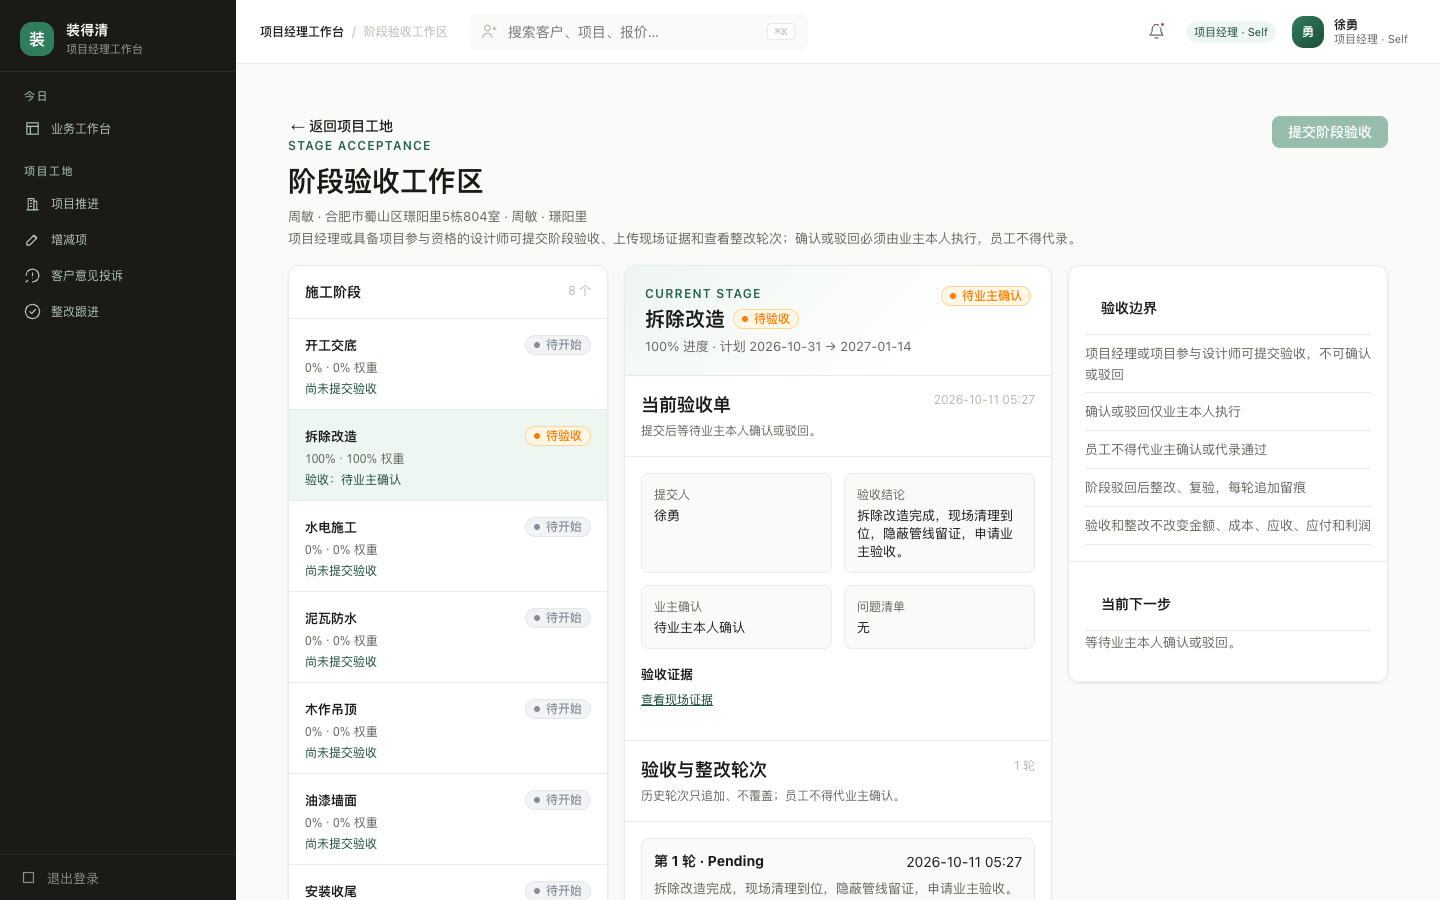 装
装得清
项目经理工作台
今日
业务工作台
项目工地
项目推进
增减项
客户意见投诉
整改跟进
退出登录
项目经理工作台 / 阶段验收工作区
搜索客户、项目、报价...
⌘K
项目经理 · Self
勇
徐勇
项目经理 · Self
← 返回项目工地
提交阶段验收
STAGE ACCEPTANCE
阶段验收工作区
周敏 · 合肥市蜀山区璟阳里5栋804室 · 周敏 · 璟阳里
项目经理或具备项目参与资格的设计师可提交阶段验收、上传现场证据和查看整改轮次；确认或驳回必须由业主本人执行，员工不得代录。
施工阶段
8 个
开工交底
待开始
0% · 0% 权重
尚未提交验收
拆除改造
待验收
100% · 100% 权重
验收：待业主确认
水电施工
待开始
0% · 0% 权重
尚未提交验收
泥瓦防水
待开始
0% · 0% 权重
尚未提交验收
木作吊顶
待开始
0% · 0% 权重
尚未提交验收
油漆墙面
待开始
0% · 0% 权重
尚未提交验收
安装收尾
待开始
CURRENT STAGE
待业主确认
拆除改造
待验收
100% 进度 · 计划 2026-10-31 → 2027-01-14
当前验收单
2026-10-11 05:27
提交后等待业主本人确认或驳回。
提交人
徐勇
验收结论
拆除改造完成，现场清理到
位，隐蔽管线留证，申请业
主验收。
业主确认
待业主本人确认
问题清单
无
验收证据
查看现场证据
验收与整改轮次
1 轮
历史轮次只追加、不覆盖；员工不得代业主确认。
第 1 轮 · Pending
2026-10-11 05:27
拆除改造完成，现场清理到位，隐蔽管线留证，申请业主验收。
验收边界
项目经理或项目参与设计师可提交验收，不可确认
或驳回
确认或驳回仅业主本人执行
员工不得代业主确认或代录通过
阶段驳回后整改、复验，每轮追加留痕
验收和整改不改变金额、成本、应收、应付和利润
当前下一步
等待业主本人确认或驳回。